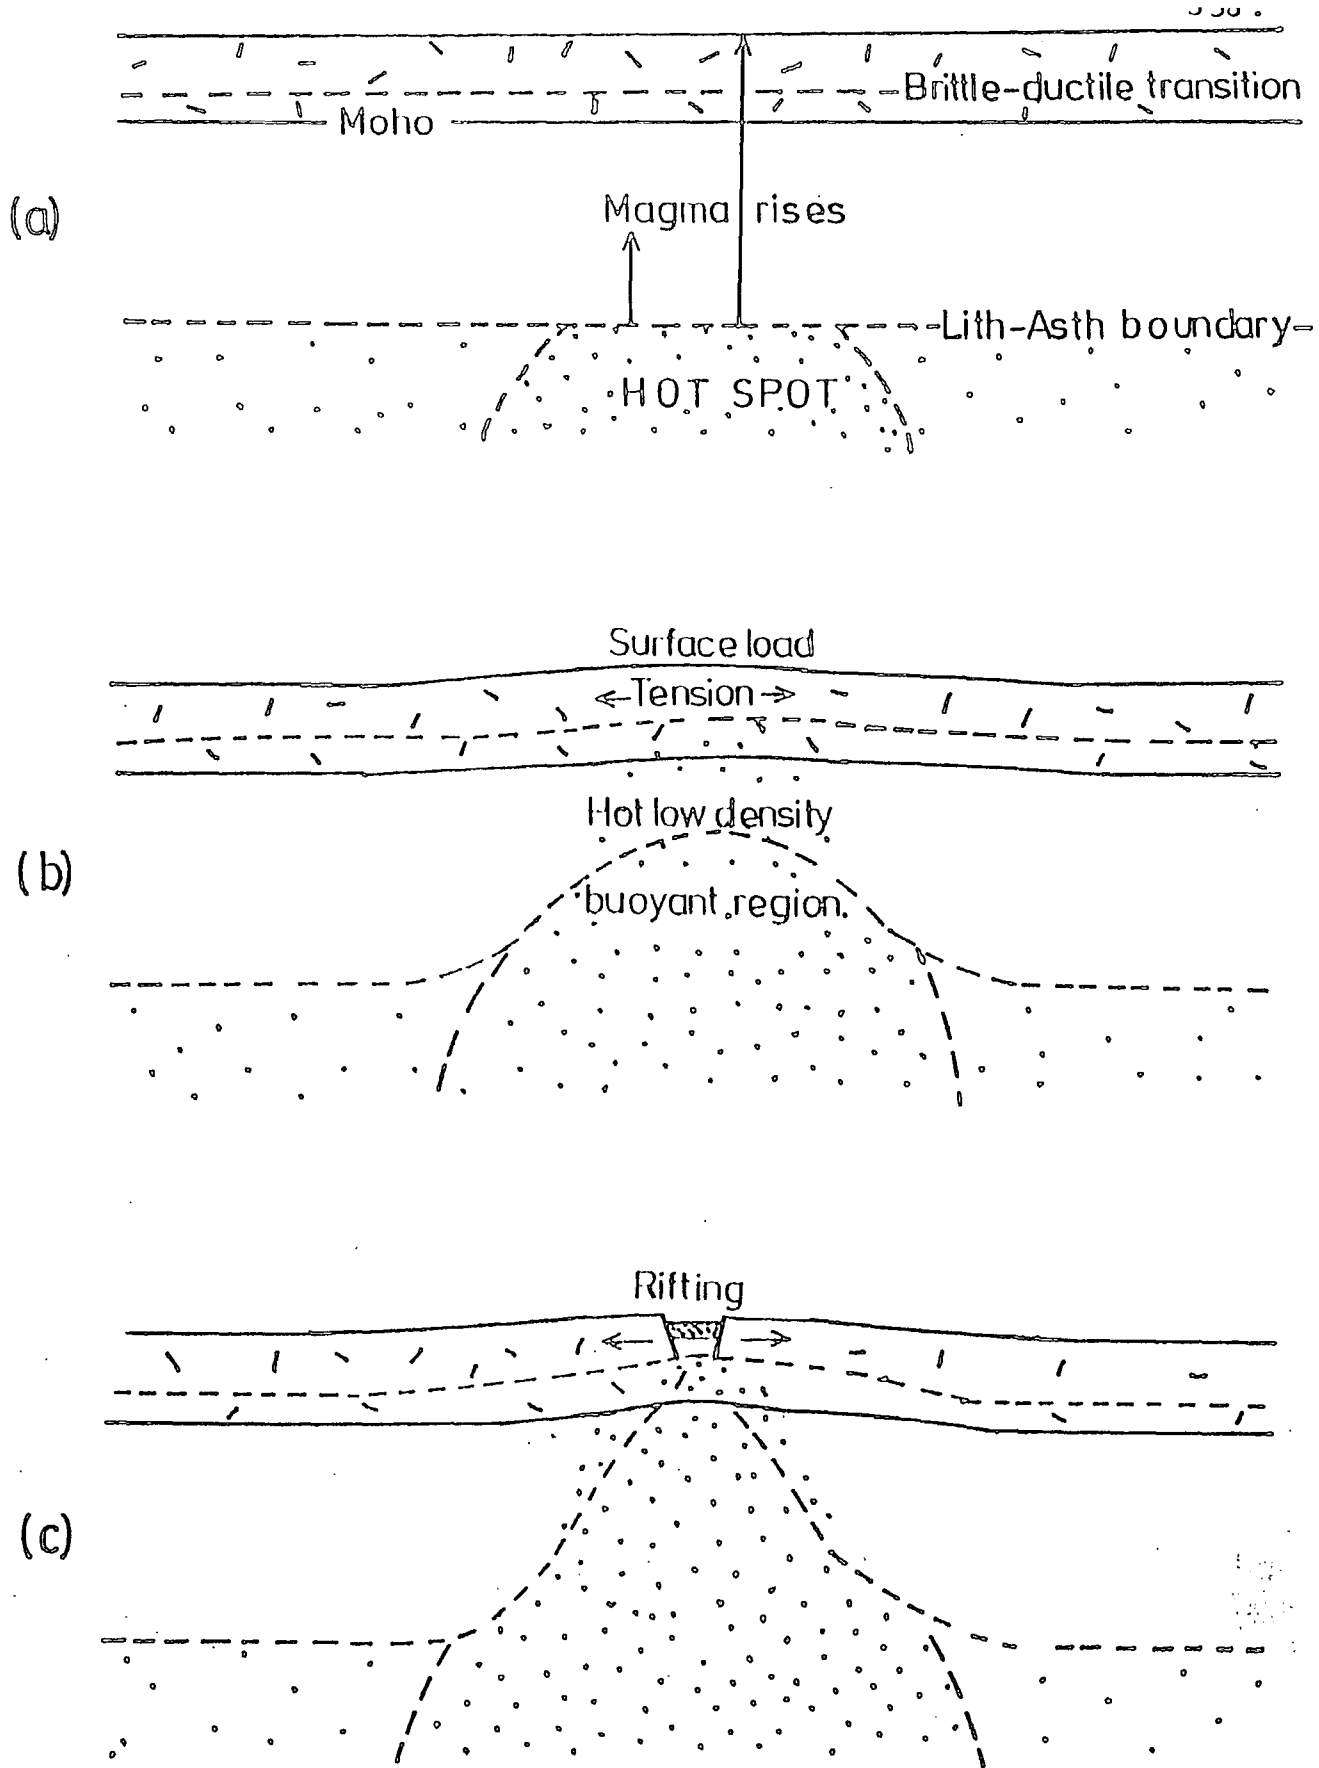 Brittle-ductile transition
Moho
(a)
Magma rises
Lith-Asth boundary
HOT SPOT
Surface load
Tension
Hot low density
(b)
buoyant region.
Rifting
(c)